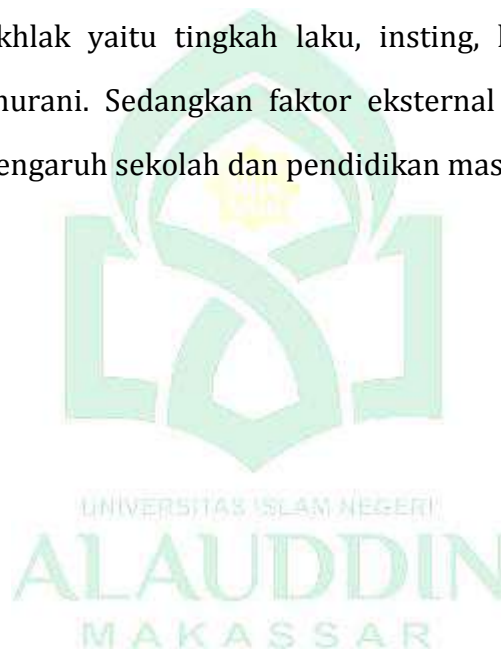 khlak yaitu tingkah laku, insting,
nurani. Sedangkan faktor eksternal
engaruh sekolah dan pendidikan mas
UNIVERSITAS ISLAM NEGERI
ALAUDDIN
MAKASSAR